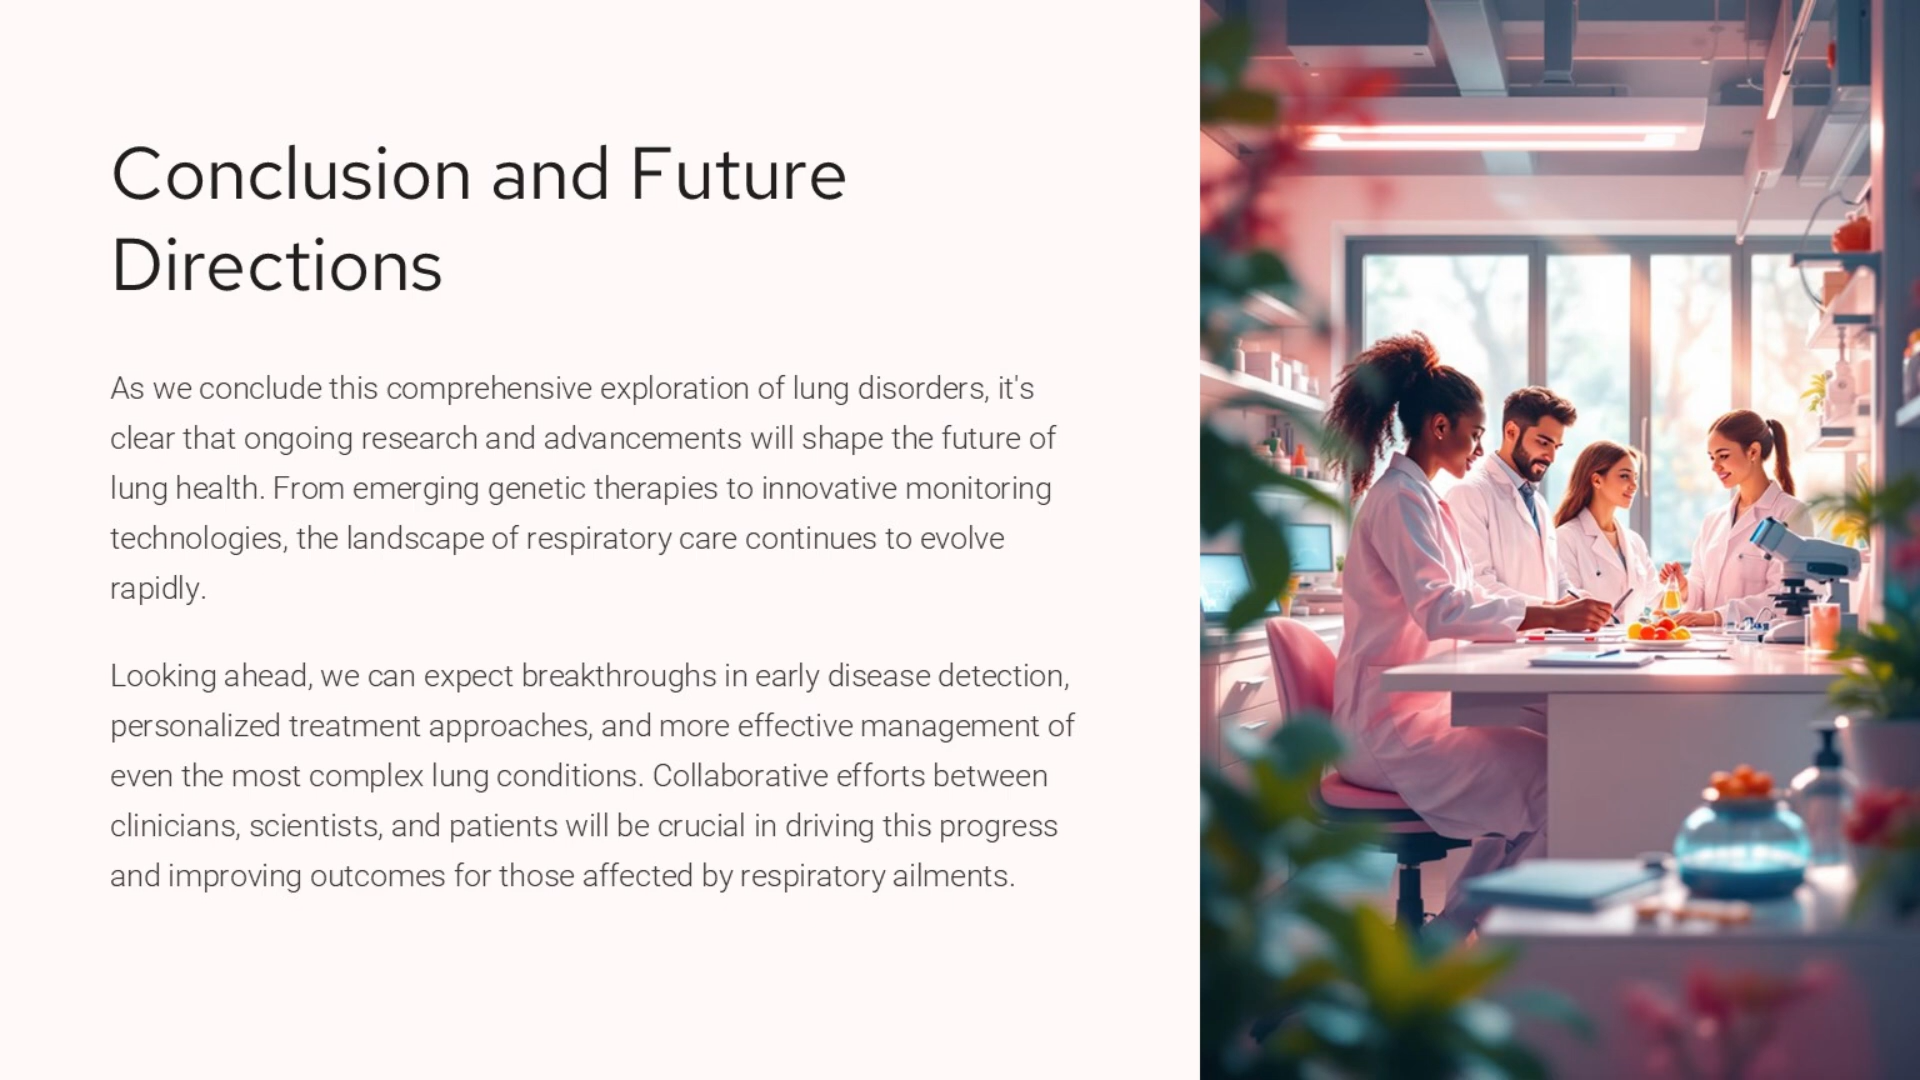 Conclusion and Future
Directions
As we conclude this comprehensive exploration of lung disorders, it's
clear that ongoing research and advancements will shape the future of
lung health. From emerging genetic therapies to innovative monitoring
technologies, the landscape of respiratory care continues to evolve
rapidly.
Looking ahead, we can expect breakthroughs in early disease detection,
personalized treatment approaches, and more effective management of
even the most complex lung conditions. Collaborative efforts between
clinicians, scientists, and patients will be crucial in driving this progress
and improving outcomes for those affected by respiratory ailments.